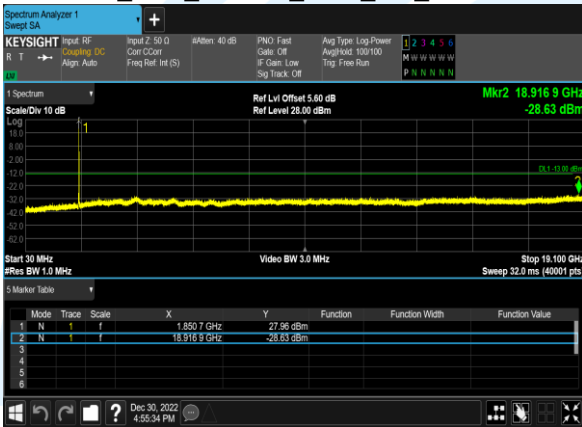 Spectrum Analyzer 1
Swept SA
+
KEYSIGHT Input: RF Input Z: 50 Ω #Atten: 40 dB PNO: Fast Avg Type: Log-Power 1 2 3 4 5 6
R T Coupling: DC Corr CCorr Gate: Off Avg|Hold: 100/100 M W W W W W
Align: Auto Freq Ref: Int (S) IF Gain: Low Trig: Free Run
LU Sig Track: Off P N N N N N
1 Spectrum Ref Lvl Offset 5.60 dB Mkr2 18.916 9 GHz
Scale/Div 10 dB Ref Level 28.00 dBm -28.63 dBm
Log 1
18.0
8.00
-2.00
DL1 -13.00 dBm
-12.0
-22.0 2
-32.0
-42.0
-52.0
-62.0
Start 30 MHz Video BW 3.0 MHz Stop 19.100 GHz
#Res BW 1.0 MHz Sweep 32.0 ms (40001 pts
5 Marker Table
Mode Trace Scale X Y Function Function Width Function Value
1 N 1 f 1.850 7 GHz 27.96 dBm
2 N 1 f 18.916 9 GHz -28.63 dBm
3
4
5
6
? Dec 30, 2022
4:55:34 PM